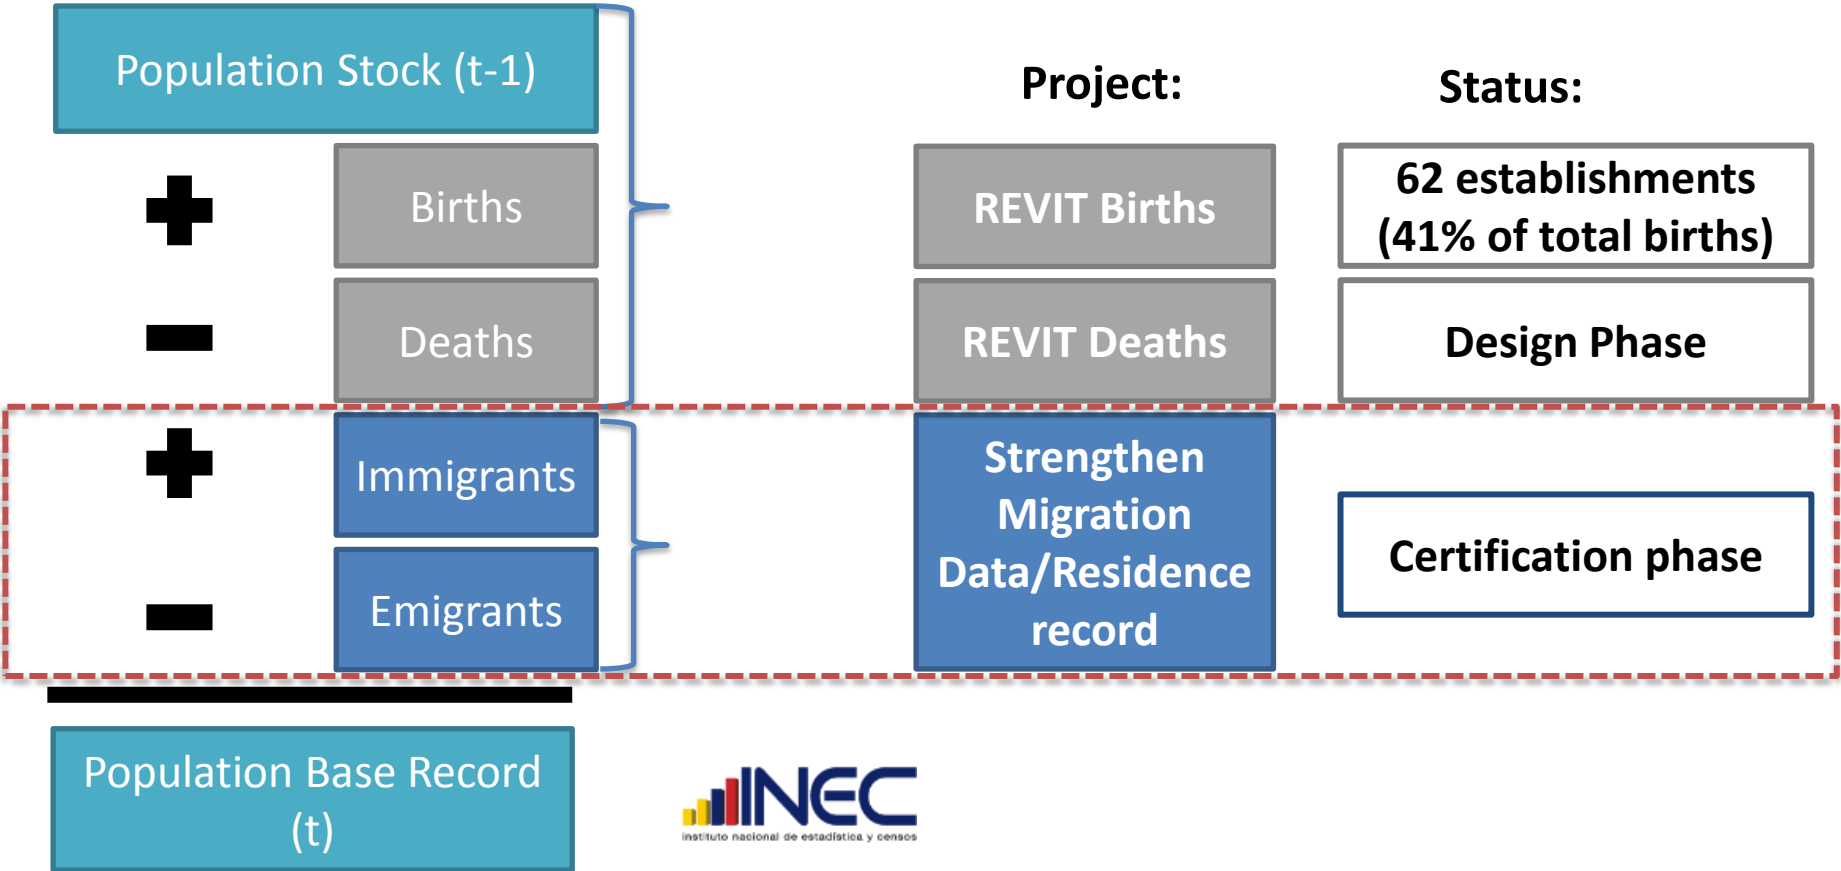 Population Stock (t-1)
Project:
Status:
Births
REVIT Births
62 establishments
(41% of total births)
Deaths
REVIT Deaths
Design Phase
Immigrants
Emigrants
Strengthen
Migration
Data/Residence
record
Certification phase
Population Base Record
(t)
INEC
instituto nacional de estadística y censos